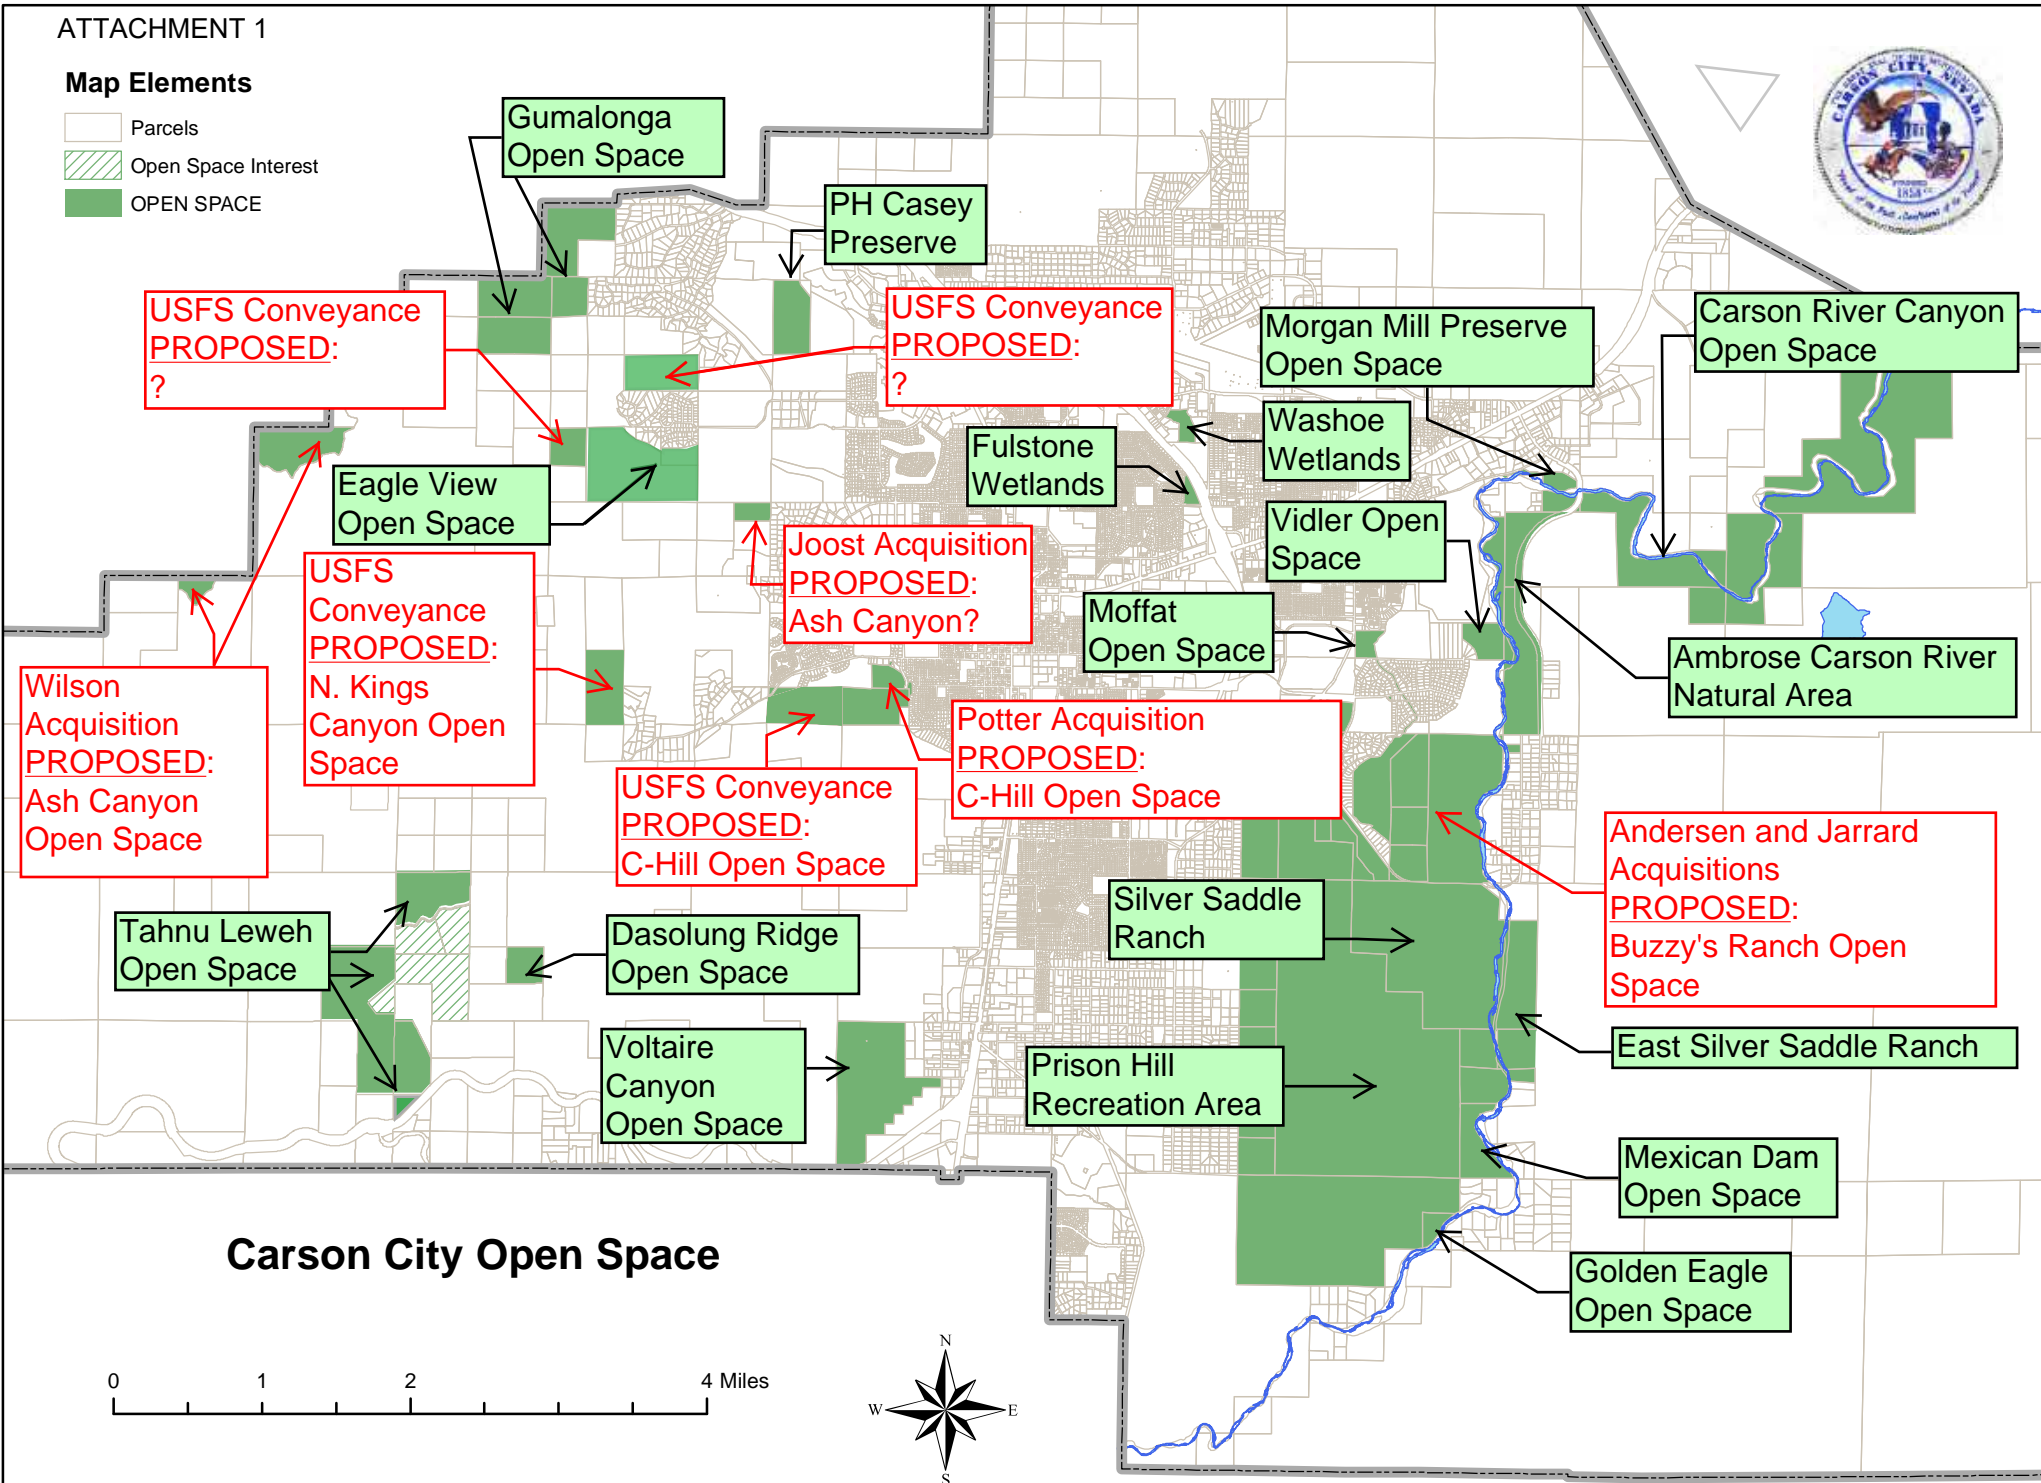 ATTACHMENT 1
Map Elements
Parcels
Open Space Interest
OPEN SPACE
Gumalonga
Open Space
PH Casey
Preserve
CARSON CITY, NEVADA
1858
USFS Conveyance
PROPOSED:
?
USFS Conveyance
PROPOSED:
?
Morgan Mill Preserve
Open Space
Carson River Canyon
Open Space
Washoe
Wetlands
Fulstone
Wetlands
Eagle View
Open Space
Vidler Open
Space
Joost Acquisition
PROPOSED:
Ash Canyon?
USFS
Conveyance
PROPOSED:
N. Kings
Canyon Open
Space
Moffat
Open Space
Ambrose Carson River
Natural Area
Wilson
Acquisition
PROPOSED:
Ash Canyon
Open Space
Potter Acquisition
PROPOSED:
C-Hill Open Space
USFS Conveyance
PROPOSED:
C-Hill Open Space
Andersen and Jarrard
Acquisitions
PROPOSED:
Buzzy's Ranch Open
Space
Silver Saddle
Ranch
Tahnu Leweh
Open Space
Dasolung Ridge
Open Space
Voltaire
Canyon
Open Space
Prison Hill
Recreation Area
East Silver Saddle Ranch
Mexican Dam
Open Space
Golden Eagle
Open Space
Carson City Open Space
0 1 2 4 Miles
N
W E
S